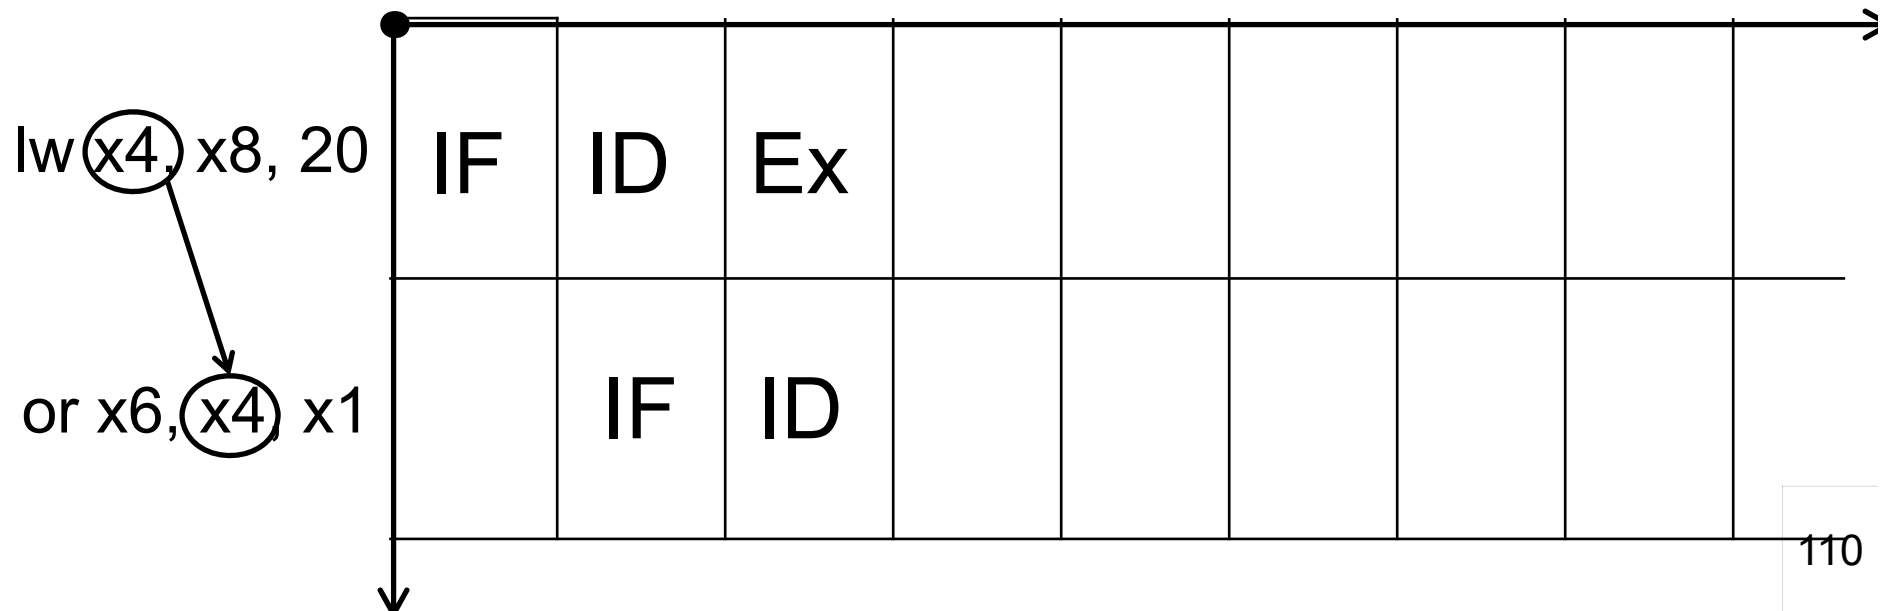 lw x4, x8, 20 IF ID Ex
or x6, x4, x1 IF ID
110